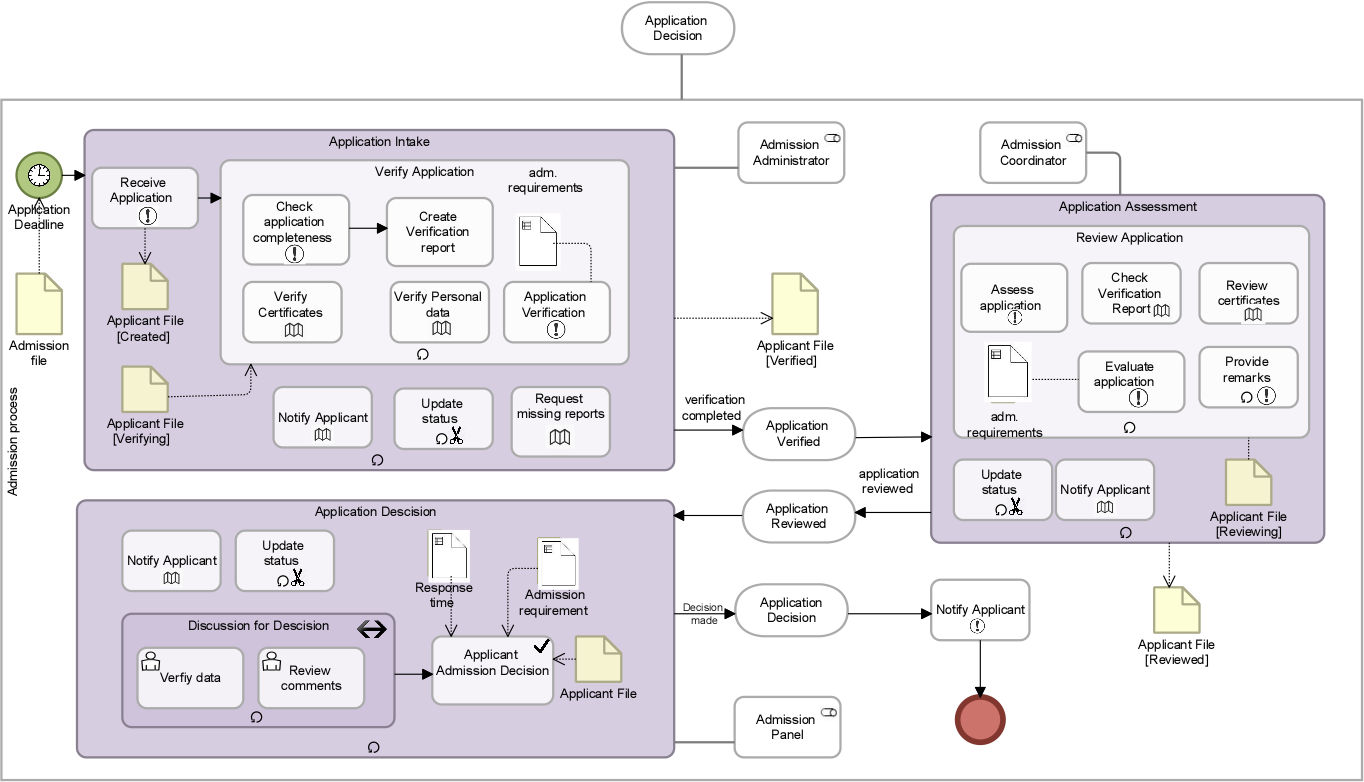 Application
Decision
Application Intake
Admission
Administrator
Admission
Coordinator
Application
Deadline
Receive
Application
Verify Application
adm.
requirements
Check
application
completeness
Create
Verification
report
Verify
Certificates
Verify Personal
data
Application
Verification
Admission
file
Applicant File
[Created]
Applicant File
[Verifying]
Applicant File
[Verified]
Notify Applicant
Update
status
Request
missing reports
verification
completed
Application
Verified
Application Assessment
Review Application
Assess
application
Check
Verification
Report
Review
certificates
adm.
requirements
Evaluate
application
Provide
remarks
Update
status
Notify Applicant
Applicant File
[Reviewing]
application
reviewed
Application
Reviewed
Applicant File
[Reviewed]
Admission process
Application Descision
Notify Applicant
Update
status
Response
time
Admission
requirement
Discussion for Descision
Verfiy data
Review
comments
Applicant
Admission Decision
Applicant File
Decision
made
Application
Decision
Notify Applicant
Admission
Panel